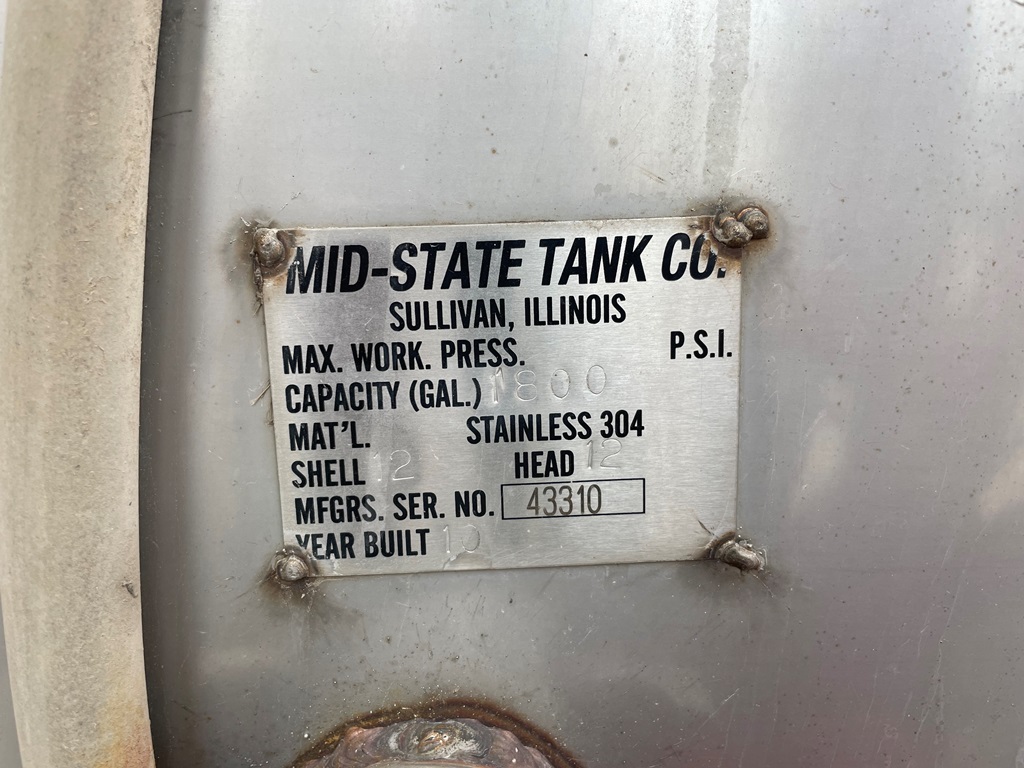 MID-STATE TANK CO.
SULLIVAN, ILLINOIS
MAX. WORK. PRESS. P.S.I.
CAPACITY (GAL.) 1800
MAT'L. STAINLESS 304
SHELL 12 HEAD 12
MFGRS. SER. NO. 43310
YEAR BUILT 10